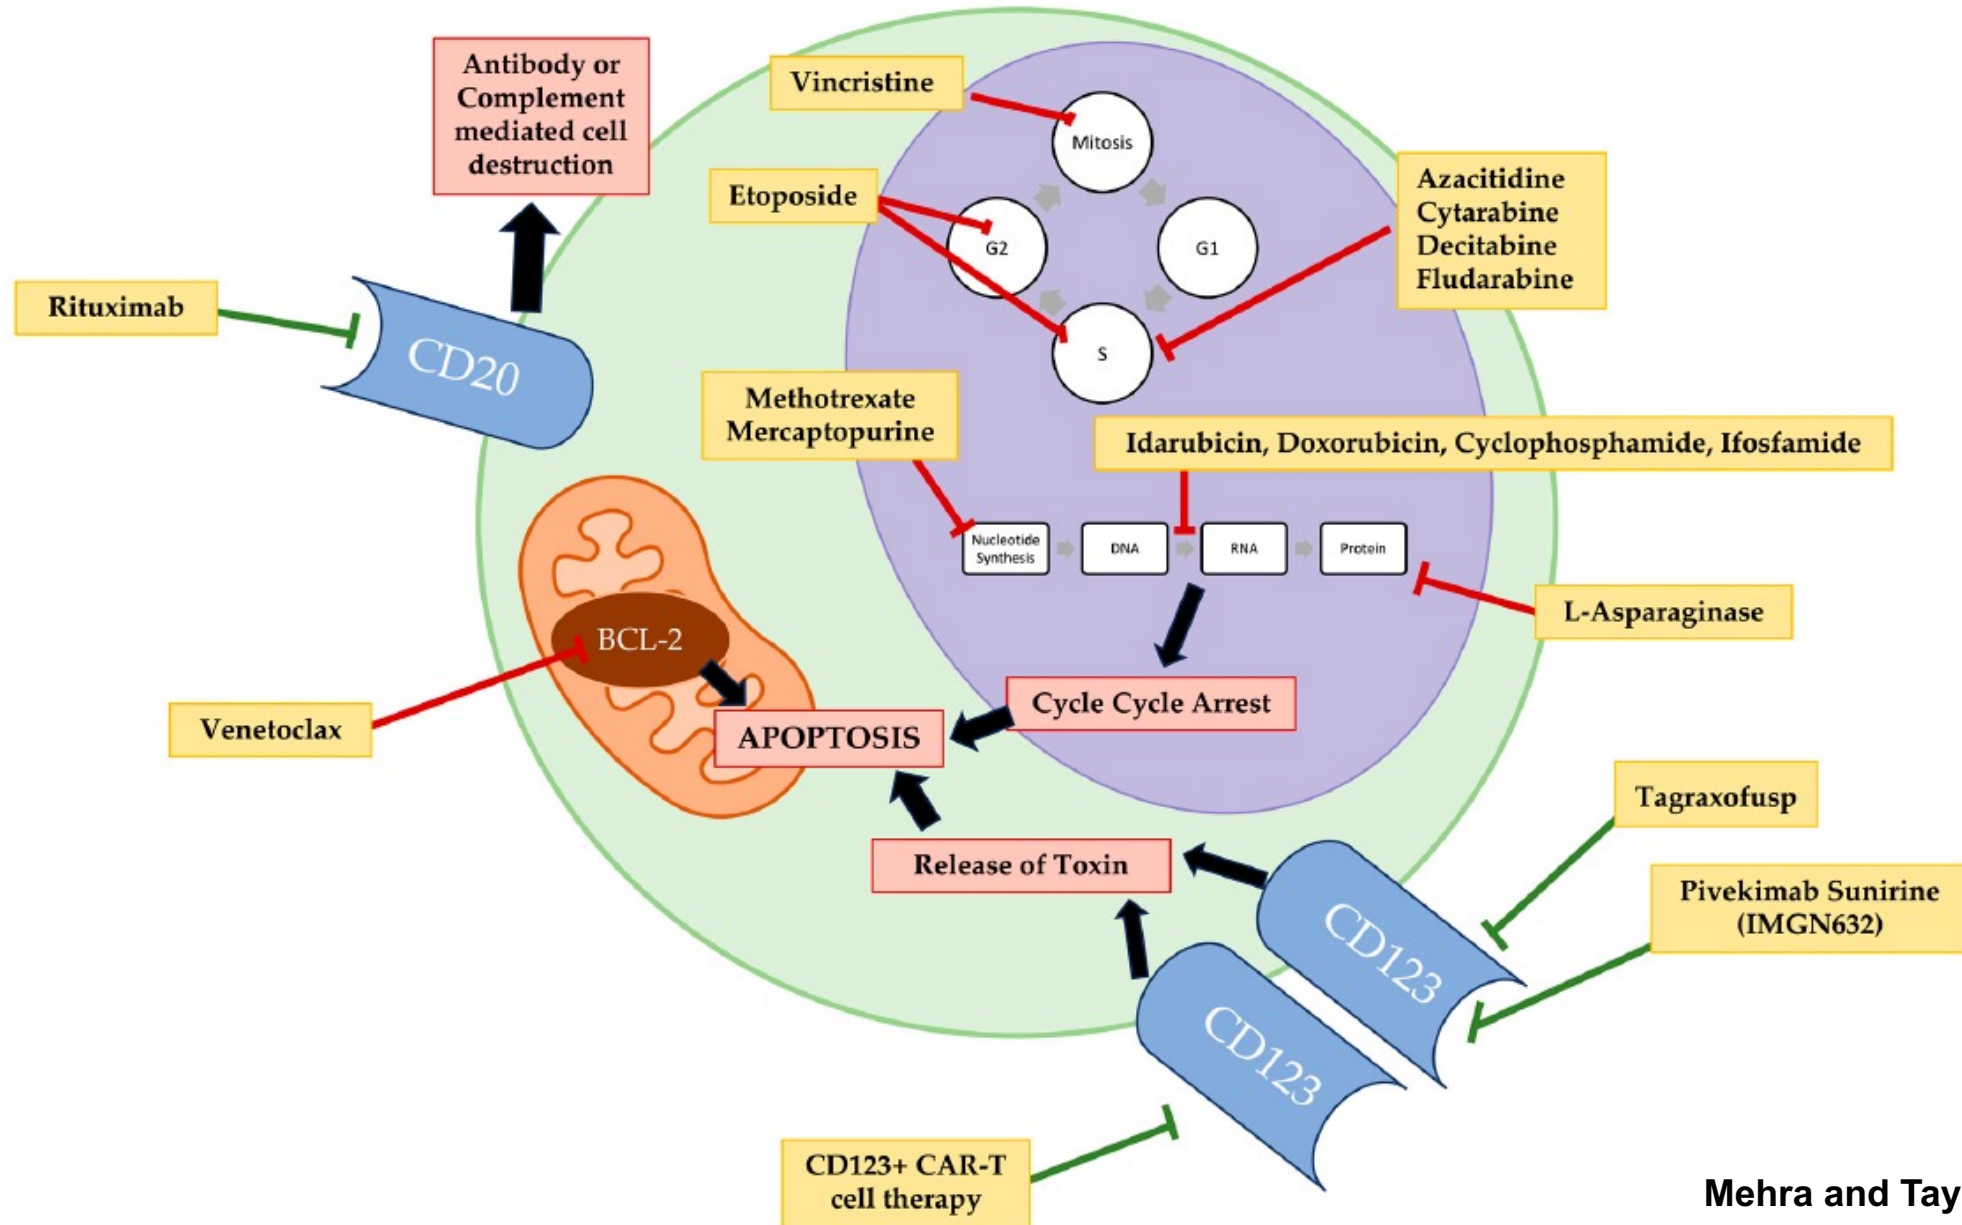 Antibody or
Complement
mediated cell
destruction
Vincristine
Mitosis
Etoposide
G2
G1
S
Azacitidine
Cytarabine
Decitabine
Fludarabine
Rituximab
CD20
Methotrexate
Mercaptopurine
Idarubicin, Doxorubicin, Cyclophosphamide, Ifosfamide
Nucleotide
Synthesis
DNA
RNA
Protein
L-Asparaginase
BCL-2
Venetoclax
APOPTOSIS
Cycle Cycle Arrest
Release of Toxin
Tagraxofusp
Pivekimab Sunirine
(IMGN632)
CD123
CD123
CD123+ CAR-T
cell therapy
Mehra and Tay